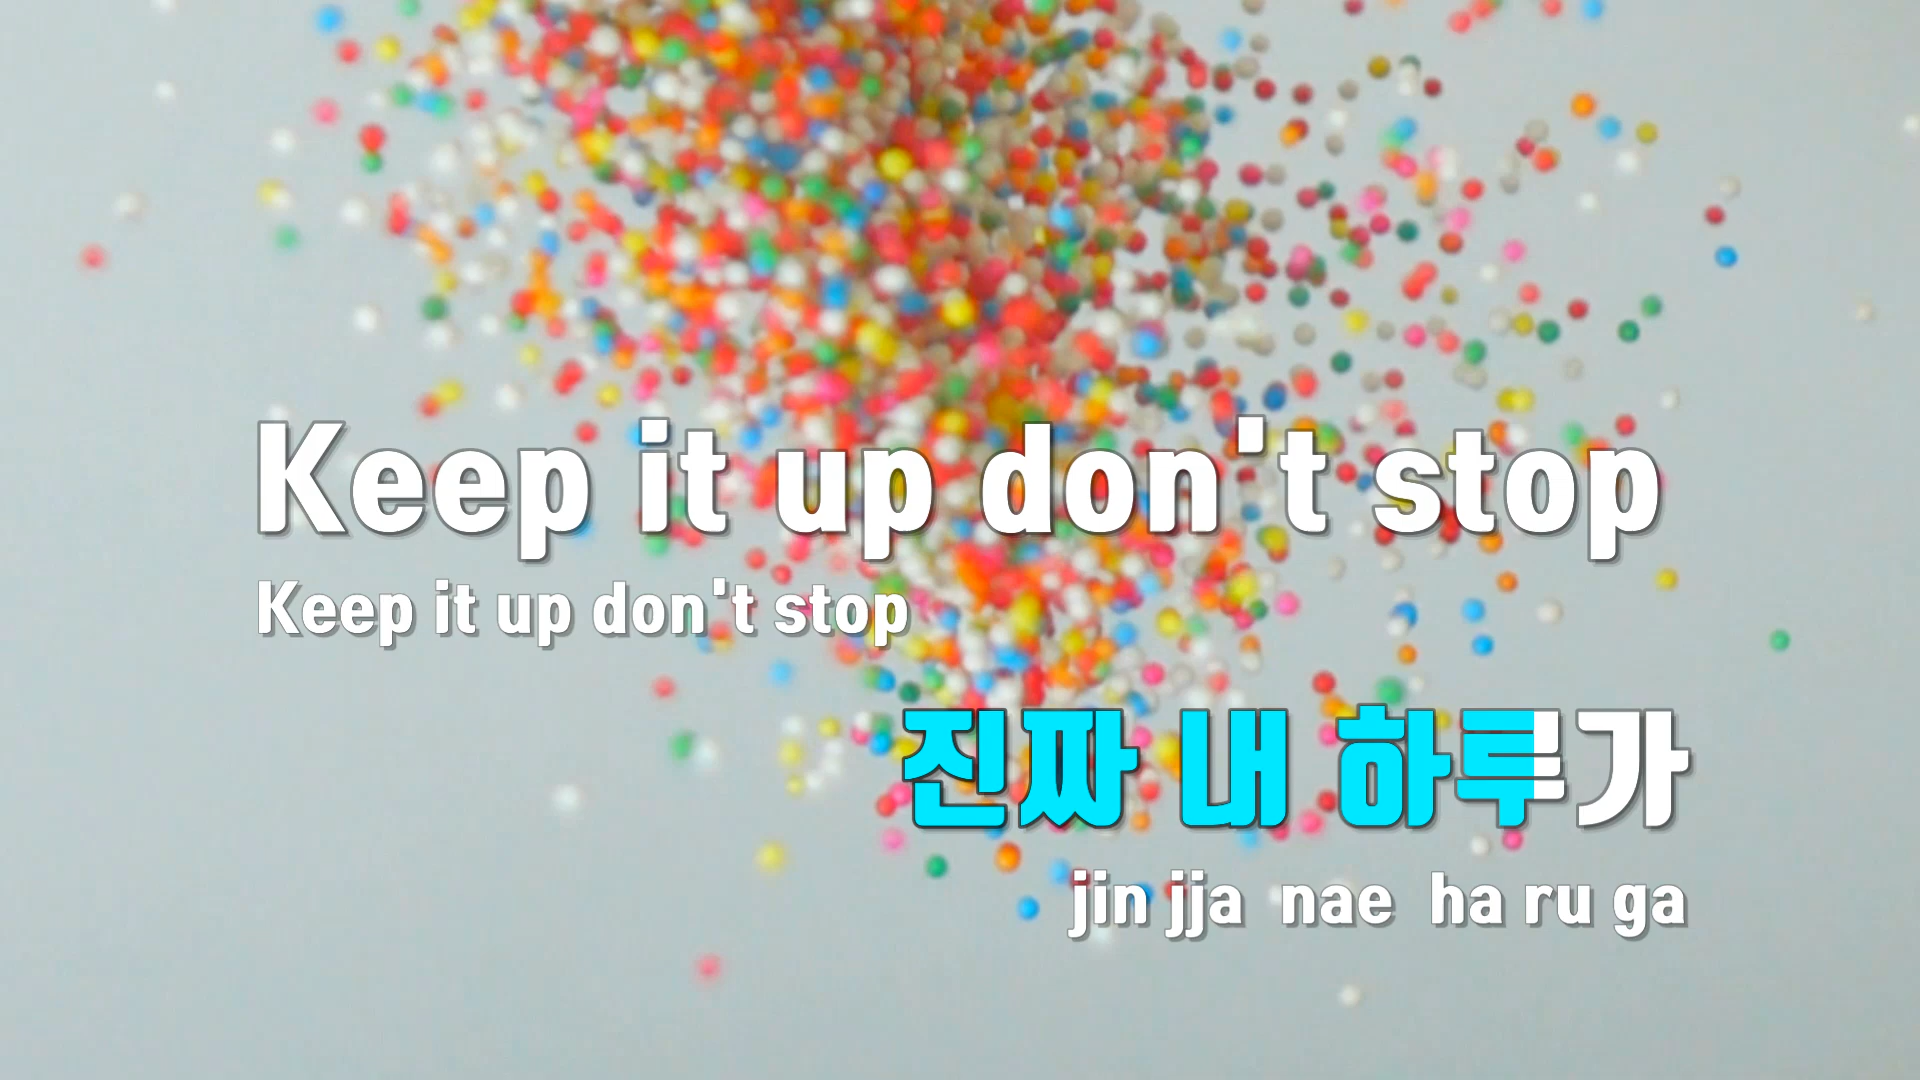 Keep it up don't stop
Keep it up don't stop
진짜 내 하루가
jin jja nae ha ru ga